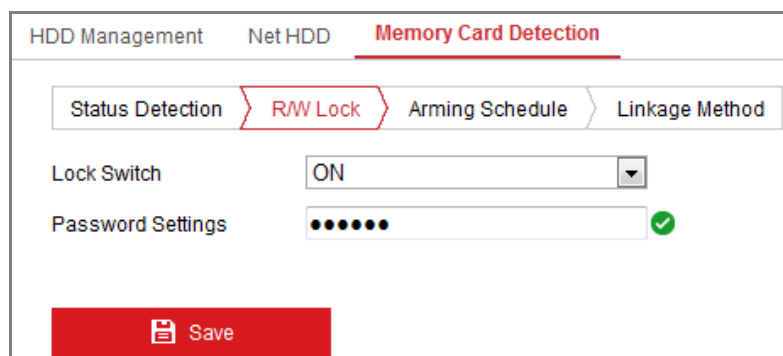 HDD Management Net HDD Memory Card Detection
Status Detection R/W Lock Arming Schedule Linkage Method
Lock Switch ON
Password Settings ●●●●●●
Save